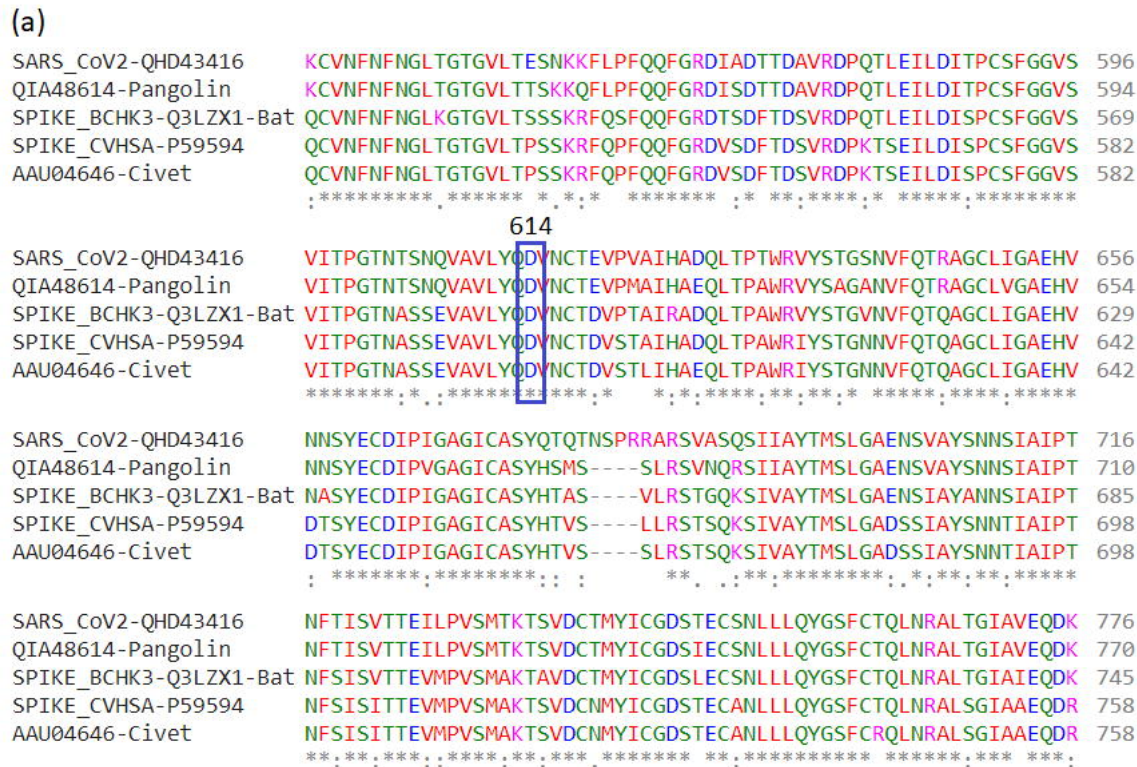 (a)
SARS_CoV2-QHD43416 KCVNFNFNGLTGTGVLTESNKKFLPFQQFGRDIADTTDAVRDPQTLEILDITPCSFGGVS 596
QIA48614-Pangolin KCVNFNFNGLTGTGVLTTSKKQFLPFQQFGRDISDTTDAVRDPQTLEILDITPCSFGGVS 594
SPIKE_BCHK3-Q3LZX1-Bat QCVNFNFNGLKGTGVLTSSSKRFQSFQQFGRDTSDFTDSVRDPQTLEILDISPCSFGGVS 569
SPIKE_CVHSA-P59594 QCVNFNFNGLTGTGVLTPSSKRFQPFQQFGRDVSDFTDSVRDPKTSEILDISPCSFGGVS 582
AAU04646-Civet QCVNFNFNGLTGTGVLTPSSKRFQPFQQFGRDVSDFTDSVRDPKTSEILDISPCSFGGVS 582
:*********.****** *.*:* ******* :* **:****:* *****:********
614
SARS_CoV2-QHD43416 VITPGTNTSNQVAVLYQDVNCTEVPVAIHADQLTPTWRVYSTGSNVFQTRAGCLIGAEHV 656
QIA48614-Pangolin VITPGTNTSNQVAVLYQDVNCTEVPMAIHAEQLTPAWRVYSAGANVFQTRAGCLVGAEHV 654
SPIKE_BCHK3-Q3LZX1-Bat VITPGTNASSEVAVLYQDVNCTDVPTAIRADQLTPAWRVYSTGVNVFQTQAGCLIGAEHV 629
SPIKE_CVHSA-P59594 VITPGTNASSEVAVLYQDVNCTDVSTAIHADQLTPAWRIYSTGNNVFQTQAGCLIGAEHV 642
AAU04646-Civet VITPGTNASSEVAVLYQDVNCTDVSTLIHAEQLTPAWRIYSTGNNVFQTQAGCLIGAEHV 642
*******:*.:***********:* *:*:****:**:**:* *****:****:*****
SARS_CoV2-QHD43416 NNSYECDIPIGAGICASYQTQTNSPRRARSVASQSIIAYTMSLGAENSVAYSNNSIAIPT 716
QIA48614-Pangolin NNSYECDIPVGAGICASYHSMS----SLRSVNQRSIIAYTMSLGAENSVAYSNNSIAIPT 710
SPIKE_BCHK3-Q3LZX1-Bat NASYECDIPIGAGICASYHTAS----VLRSTGQKSIVAYTMSLGAENSIAYANNSIAIPT 685
SPIKE_CVHSA-P59594 DTSYECDIPIGAGICASYHTVS----LLRSTSQKSIVAYTMSLGADSSIAYSNNTIAIPT 698
AAU04646-Civet DTSYECDIPIGAGICASYHTVS----SLRSTSQKSIVAYTMSLGADSSIAYSNNTIAIPT 698
: *******:********:: : **. .:**:********:.*:**:**:*****
SARS_CoV2-QHD43416 NFTISVTTEILPVSMTKTSVDCTMYICGDSTECSNLLLQYGSFCTQLNRALTGIAVEQDK 776
QIA48614-Pangolin NFTISVTTEILPVSMTKTSVDCTMYICGDSIECSNLLLQYGSFCTQLNRALTGIAVEQDK 770
SPIKE_BCHK3-Q3LZX1-Bat NFSISVTTEVMPVSMAKTAVDCTMYICGDSLECSNLLLQYGSFCTQLNRALTGIAIEQDK 745
SPIKE_CVHSA-P59594 NFSISITTEVMPVSMAKTSVDCNMYICGDSTECANLLLQYGSFCTQLNRALSGIAAEQDR 758
AAU04646-Civet NFSISITTEVMPVSMAKTSVDCNMYICGDSTECANLLLQYGSFCRQLNRALSGIAAEQDR 758
**:**:***::****:**:***.******* **:********** ******:*** ***: